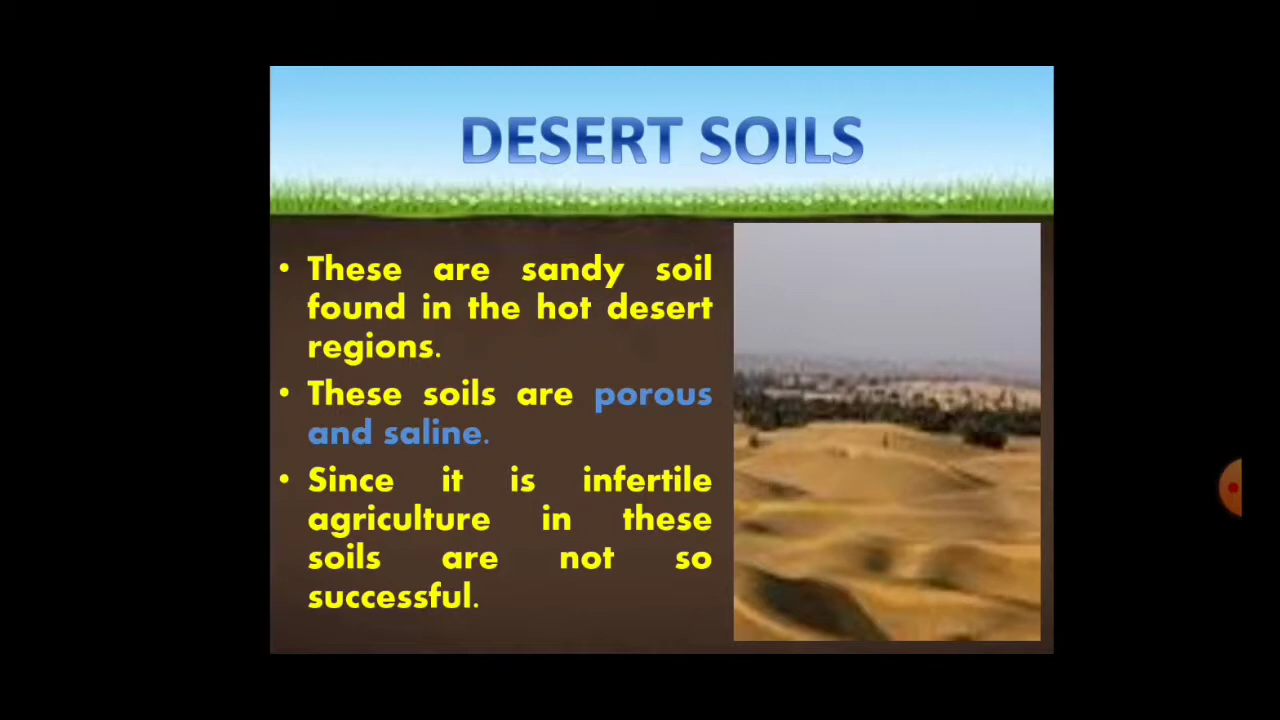 DESERT SOILS
• These are sandy soil
found in the hot desert
regions.
• These soils are porous
and saline.
• Since it is infertile
agriculture in these
soils are not so
successful.